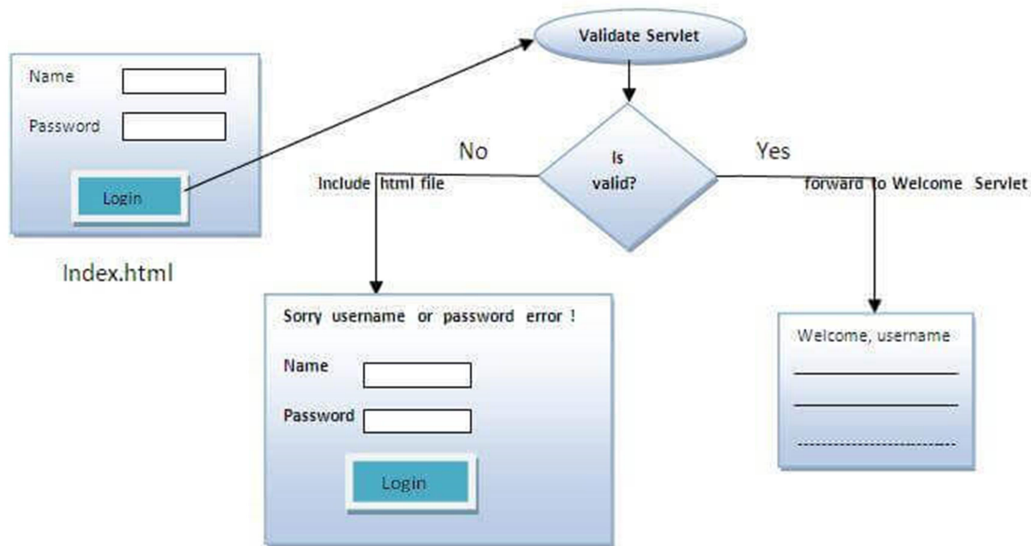 Validate Servlet
Name
Password
Login
Index.html
Is
valid?
No
Include html file
Yes
forward to Welcome Servlet
Sorry username or password error !
Name
Password
Login
Welcome, username